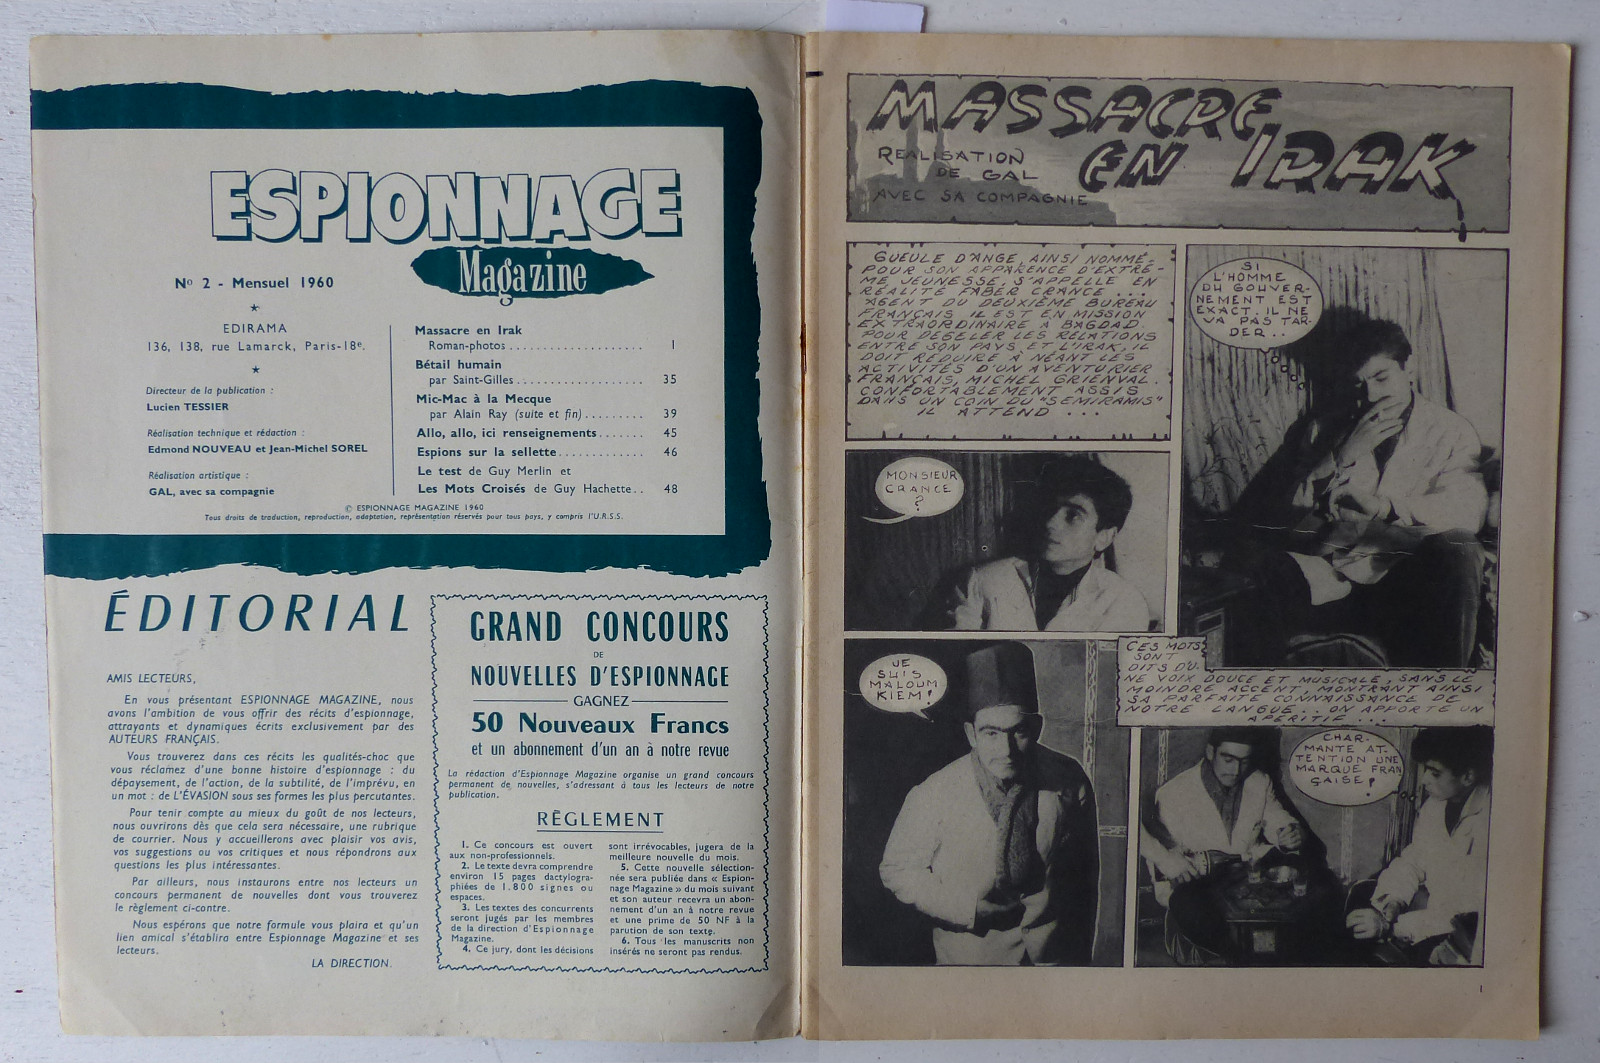 ESPIONNAGE
Magazine
Nº 2 - Mensuel 1960
EDIRAMA
136, 138, rue Lamarck, Paris-18e.
Directeur de la publication :
Lucien TESSIER
Réalisation technique et rédaction :
Edmond NOUVEAU et Jean-Michel SOREL
Réalisation artistique :
GAL, avec sa compagnie
Massacre en Irak
Roman-photos . . . . . . . . . . . . . . . . . . . . 1
Bétail humain
par Saint-Gilles . . . . . . . . . . . . . . . . . . . 35
Mic-Mac à la Mecque
par Alain Ray (suite et fin) . . . . . . . . . 39
Allo, allo, ici renseignements . . . . . . . 45
Espions sur la sellette . . . . . . . . . . . . 46
Le test de Guy Merlin et
Les Mots Croisés de Guy Hachette . . 48
© ESPIONNAGE MAGAZINE 1960
Tous droits de traduction, reproduction, adaptation, représentation réservés pour tous pays, y compris l'U.R.S.S.
ÉDITORIAL
AMIS LECTEURS,
En vous présentant ESPIONNAGE MAGAZINE, nous
avons l'ambition de vous offrir des récits d'espionnage,
attrayants et dynamiques écrits exclusivement par des
AUTEURS FRANÇAIS.
Vous trouverez dans ces récits les qualités-choc que
vous réclamez d'une bonne histoire d'espionnage : du
dépaysement, de l'action, de la subtilité, de l'imprévu, en
un mot : de L'ÉVASION sous ses formes les plus percutantes.
Pour tenir compte au mieux du goût de nos lecteurs,
nous ouvrirons dès que cela sera nécessaire, une rubrique
de courrier. Nous y accueillerons avec plaisir vos avis,
vos suggestions ou vos critiques et nous répondrons aux
questions les plus intéressantes.
Par ailleurs, nous instaurons entre nos lecteurs un
concours permanent de nouvelles dont vous trouverez
le règlement ci-contre.
Nous espérons que notre formule vous plaira et qu'un
lien amical s'établira entre Espionnage Magazine et ses
lecteurs.
LA DIRECTION.
GRAND CONCOURS
DE
NOUVELLES D'ESPIONNAGE
GAGNEZ
50 Nouveaux Francs
et un abonnement d'un an à notre revue
La rédaction d'Espionnage Magazine organise un grand concours
permanent de nouvelles, s'adressant à tous les lecteurs de notre
publication.
RÈGLEMENT
1. Ce concours est ouvert
aux non-professionnels.
2. Le texte devra comprendre
environ 15 pages dactylogra-
phiées de 1.800 signes ou
espaces.
3. Les textes des concurrents
seront jugés par les membres
de la direction d'Espionnage
Magazine.
4. Ce jury, dont les décisions
sont irrévocables, jugera de la
meilleure nouvelle du mois.
5. Cette nouvelle sélection-
née sera publiée dans « Espion-
nage Magazine » du mois suivant
et son auteur recevra un abon-
nement d'un an à notre revue
et une prime de 50 NF à la
parution de son texte.
6. Tous les manuscrits non
insérés ne seront pas rendus.
MASSACRE
EN IRAK
REALISATION
DE GAL
AVEC SA COMPAGNIE
GUEULE D'ANGE, AINSI NOMMÉ
POUR SON APPARENCE D'EXTRÊ-
ME JEUNESSE, S'APPELLE EN
RÉALITÉ FABER CRANCE...
AGENT DU DEUXIÈME BUREAU
FRANÇAIS IL EST EN MISSION
EXTRAORDINAIRE A BAGDAD.
POUR DÉGELER LES RELATIONS
ENTRE SON PAYS ET L'IRAK, IL
DOIT RÉDUIRE À NÉANT LES
ACTIVITÉS D'UN AVENTURIER
FRANÇAIS, MICHEL GRIENVAL.
CONFORTABLEMENT ASSIS
DANS UN COIN DU "SEMIRAMIS"
IL ATTEND ...
SI
L'HOMME
DU GOUVER-
NEMENT EST
EXACT. IL NE
VA PAS TAR-
DER...
MONSIEUR
CRANCE
?
JE
SUIS
MALOUM
KIEM!
CES MOTS
SONT
DITS D'U-
NE VOIX DOUCE ET MUSICALE, SANS LE
MOINDRE ACCENT MONTRANT AINSI
SA PARFAITE CONNAISSANCE DE
NOTRE LANGUE... ON APPORTE UN
APÉRITIF...
CHAR-
MANTE AT-
TENTION UNE
MARQUE FRAN
ÇAISE!
1